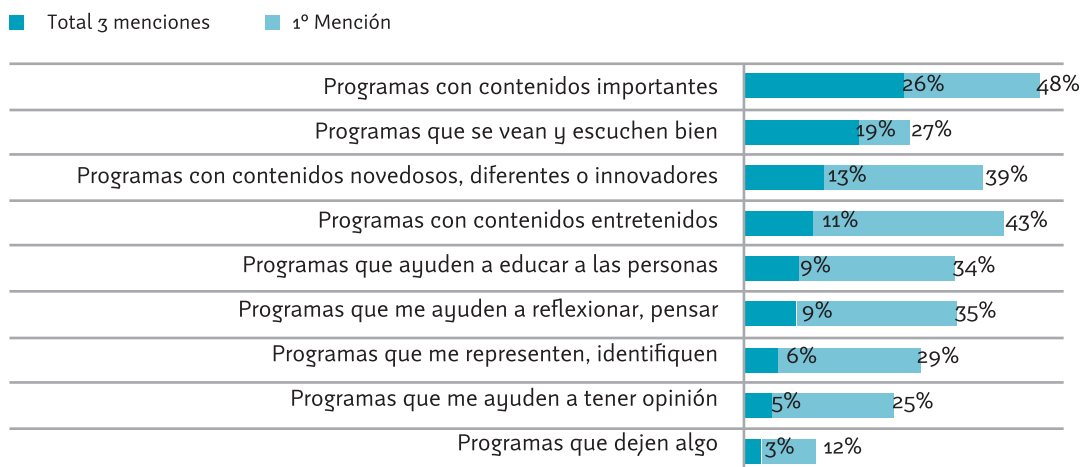 Total 3 menciones 1º Mención
Programas con contenidos importantes 26% 48%
Programas que se vean y escuchen bien 19% 27%
Programas con contenidos novedosos, diferentes o innovadores 13% 39%
Programas con contenidos entretenidos 11% 43%
Programas que ayuden a educar a las personas 9% 34%
Programas que me ayuden a reflexionar, pensar 9% 35%
Programas que me representen, identifiquen 6% 29%
Programas que me ayuden a tener opinión 5% 25%
Programas que dejen algo 3% 12%